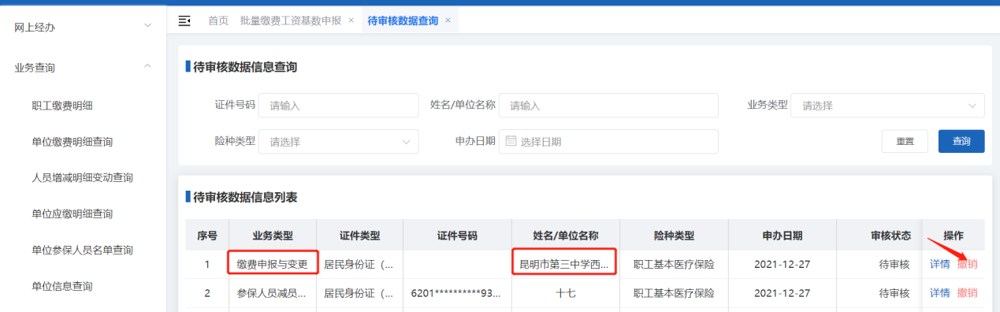 网上经办
业务查询
职工缴费明细
单位缴费明细查询
人员增减明细变动查询
单位应缴明细查询
单位参保人员名单查询
单位信息查询
首页 批量缴费工资基数申报 × 待审核数据查询 ×
待审核数据信息查询
证件号码 请输入 姓名/单位名称 请输入 业务类型 请选择
险种类型 请选择 申办日期 选择日期 重置 查询
待审核数据信息列表
序号 业务类型 证件类型 证件号码 姓名/单位名称 险种类型 申办日期 审核状态 操作
1 缴费申报与变更 居民身份证（... 昆明市第三中学西... 职工基本医疗保险 2021-12-27 待审核 详情 撤销
2 参保人员减员... 居民身份证（... 6201**********93... 十七 职工基本医疗保险 2021-12-27 待审核 详情 撤销